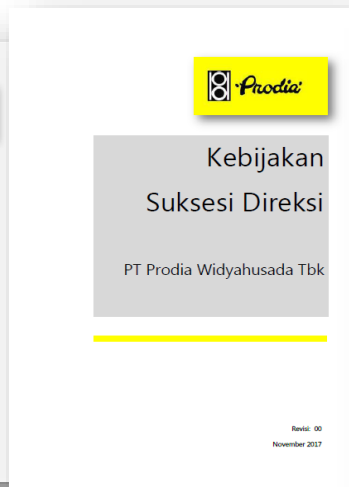 Prodia
Kebijakan
Suksesi Direksi
PT Prodia Widyahusada Tbk
Revisi: 00
November 2017